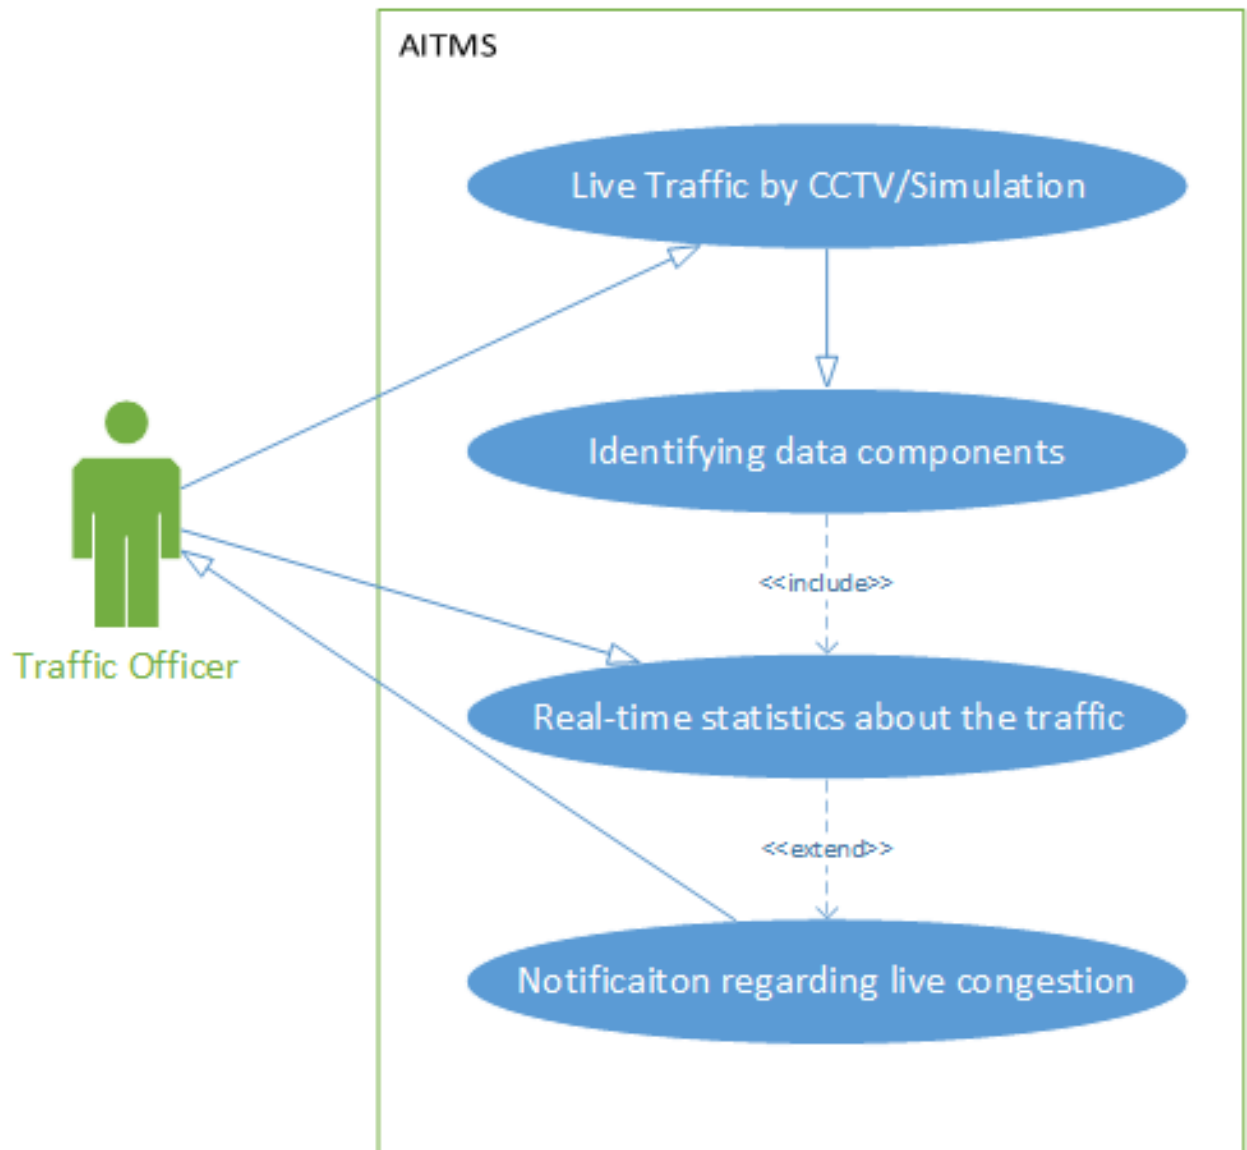 AITMS
Live Traffic by CCTV/Simulation
Identifying data components
<<include>>
Traffic Officer
Real-time statistics about the traffic
<<extend>>
Notificaiton regarding live congestion